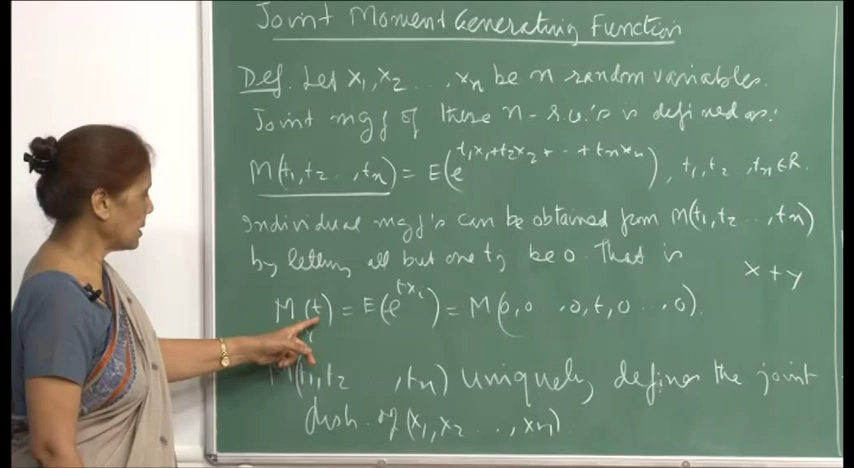 Joint Moment Generating Function
Def. Let x₁, x₂ ..., xₙ be n random variables.
Joint mgf of these n - r.v.'s is defined as:
M(t₁, t₂ .., tₙ) = E(e^{t₁x₁+t₂x₂+ - + tₙxₙ}), t₁, t₂ , tₙ ∈ R.
Individual mgf's can be obtained from M(t₁, t₂ .., tₙ)
by letting all but one tⱼ be 0. That is
x + y
M (t) = E(e^{txᵢ}) = M(0, 0 , 0, t, 0 ..., 0).
M(t₁, t₂ .., tₙ) uniquely defines the joint
dist. of (x₁, x₂ ..., xₙ)